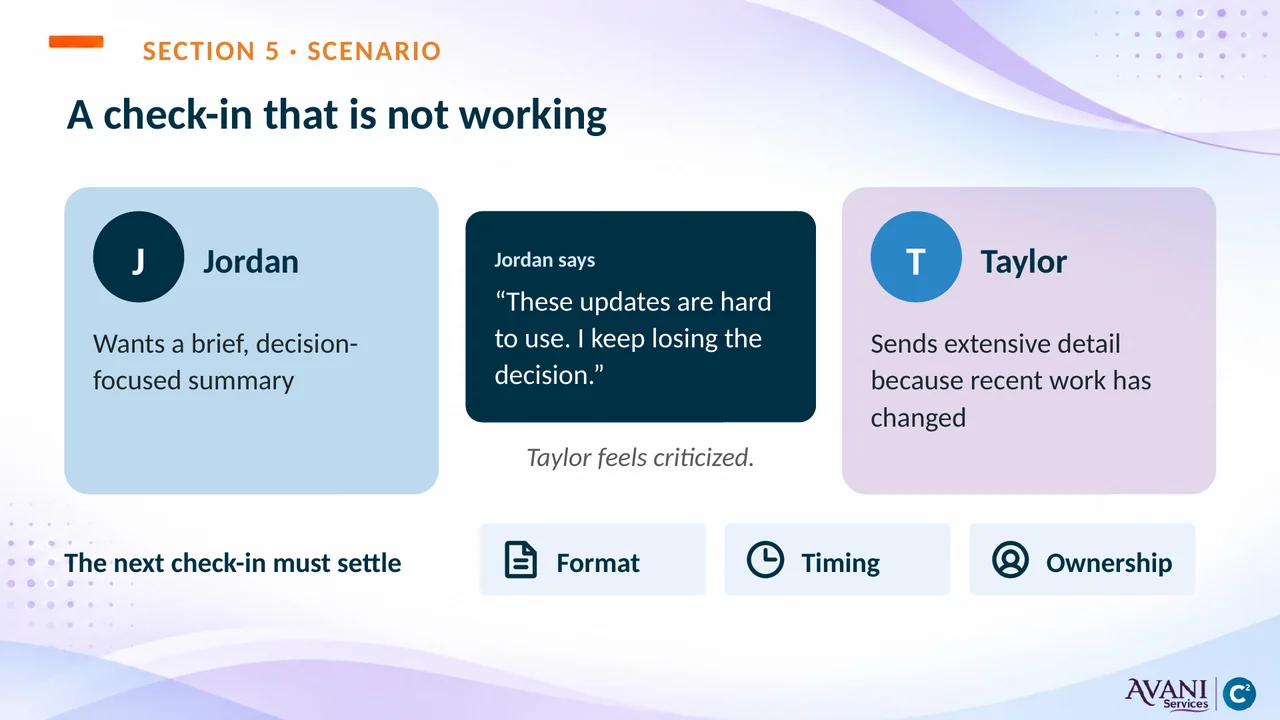 SECTION 5 · SCENARIO
A check-in that is not working
J
Jordan
Wants a brief, decision-
focused summary
Jordan says
“These updates are hard
to use. I keep losing the
decision.”
Taylor feels criticized.
T
Taylor
Sends extensive detail
because recent work has
changed
The next check-in must settle
Format
Timing
Ownership
AVANI
Services
C²